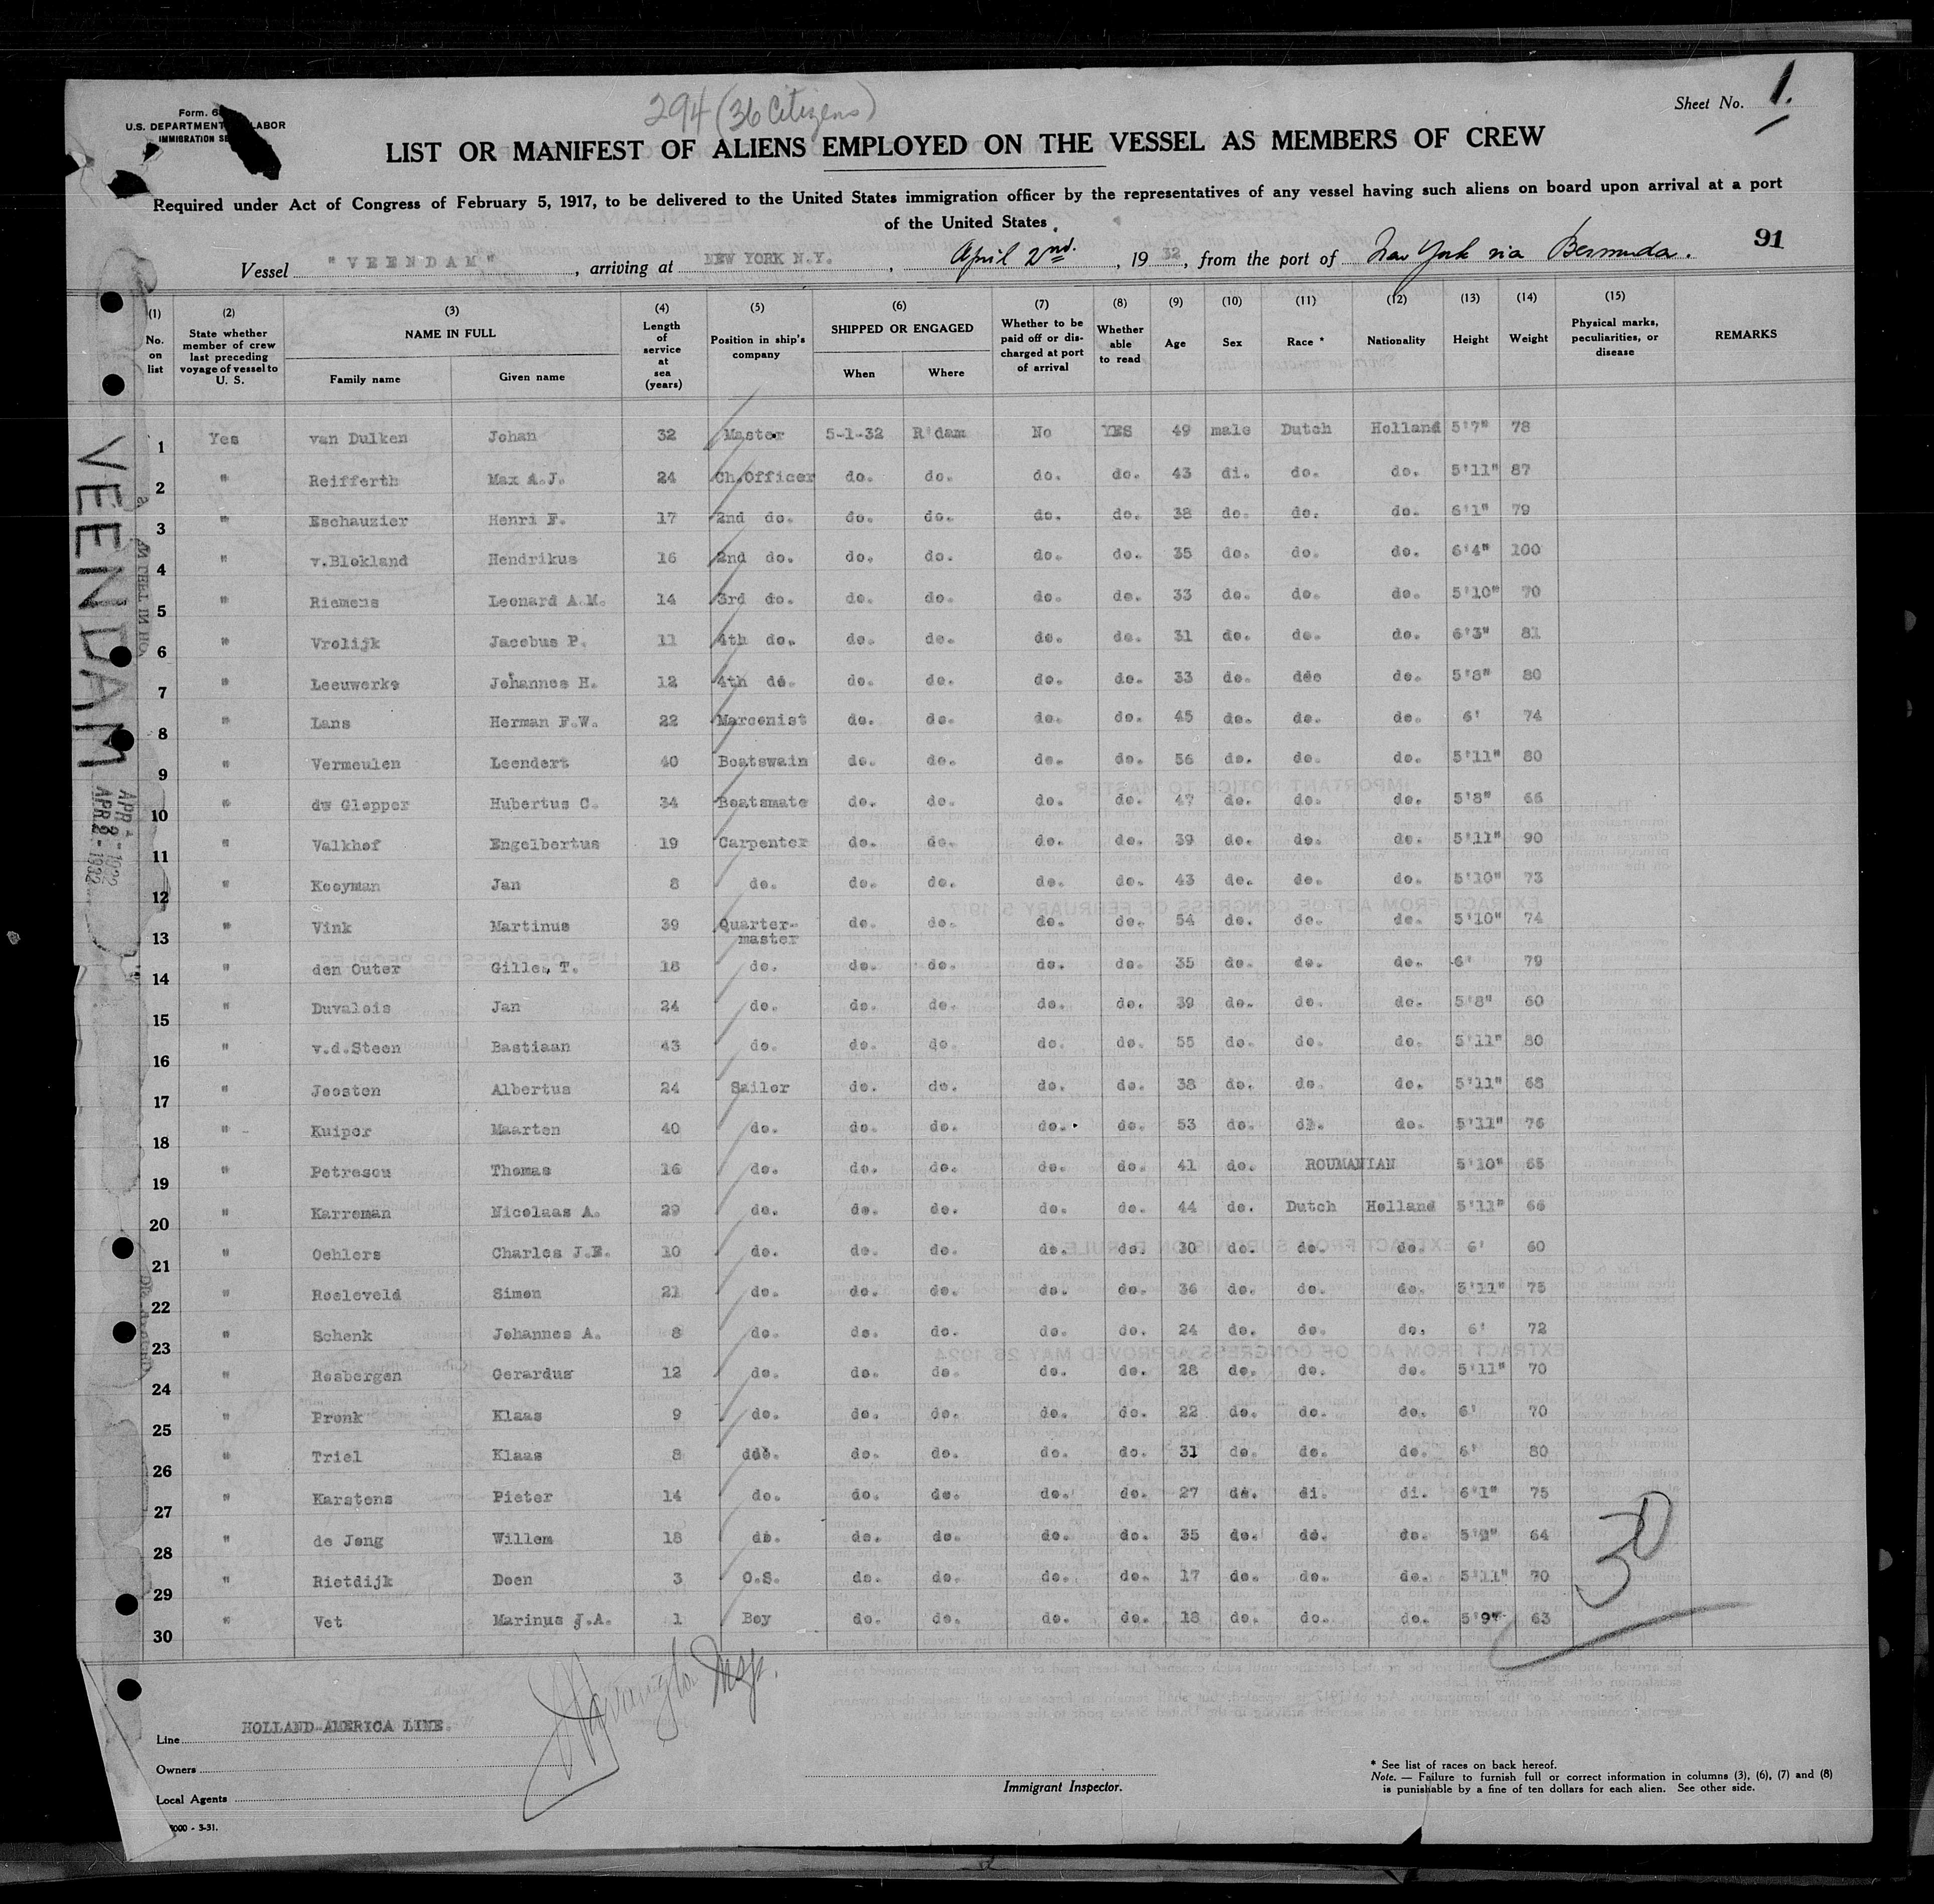 294 (36 Citizens)
Sheet No. 1.
Form. 6
U.S. DEPARTMENT LABOR
IMMIGRATION SE
LIST OR MANIFEST OF ALIENS EMPLOYED ON THE VESSEL AS MEMBERS OF CREW
Required under Act of Congress of February 5, 1917, to be delivered to the United States immigration officer by the representatives of any vessel having such aliens on board upon arrival at a port
of the United States
91
Vessel "VEENDAM", arriving at NEW YORK N.Y., April 2nd., 1932, from the port of New York via Bermuda.
(1) No. on list (2) State whether member of crew last preceding voyage of vessel to U. S. (3) NAME IN FULL Family name Given name (4) Length of service at sea (years) (5) Position in ship's company (6) SHIPPED OR ENGAGED When Where (7) Whether to be paid off or discharged at port of arrival (8) Whether able to read (9) Age (10) Sex (11) Race * (12) Nationality (13) Height (14) Weight (15) Physical marks, peculiarities, or disease REMARKS
1 Yes van Dulken Johan 32 Master 5-1-32 R'dam No YES 49 male Dutch Holland 5'7" 78
2 " Reifferth Max A.J. 24 Ch.Officer do. do. do. do. 43 di. do. do. 5'11" 87
3 " Eschauzier Henri F. 17 2nd do. do. do. do. do. 38 do. do. do. 6'1" 79
4 " v.Blokland Hendrikus 16 2nd do. do. do. do. do. 35 do. do. do. 6'4" 100
5 " Riemens Leonard A.M. 14 3rd do. do. do. do. do. 33 do. do. do. 5'10" 70
6 " Vrolijk Jacobus P. 11 4th do. do. do. do. do. 31 do. do. do. 6'3" 81
7 " Leeuwerke Johannes H. 12 4th do. do. do. do. do. 33 do. ddo do. 5'8" 80
8 " Lans Herman F.W. 22 Marconist do. do. do. do. 45 do. do. do. 6' 74
9 " Vermeulen Leendert 40 Boatswain do. do. do. do. 56 do. do. do. 5'11" 80
10 " dw Glopper Hubertus C. 34 Boatsmate do. do. do. do. 47 do. do. do. 5'8" 66
11 " Valkhof Engelbertus 19 Carpenter do. do. do. do. 39 do. do. do. 5'11" 90
12 " Kooyman Jan 8 do. do. do. do. do. 43 do. do. do. 5'10" 73
13 " Vink Martinus 39 Quarter-master do. do. do. do. 54 do. do. do. 5'10" 74
14 " den Outer Gilles T. 18 do. do. do. do. do. 35 do. do. do. 6' 79
15 " Duvalois Jan 24 do. do. do. do. do. 39 do. do. do. 5'8" 60
16 " v.d.Steen Bastiaan 43 do. do. do. do. do. 55 do. do. do. 5'11" 80
17 " Joosten Albertus 24 Sailor do. do. do. do. 38 do. do. do. 5'11" 68
18 " Kuiper Maarten 40 do. do. do. do. do. 53 do. do. do. 5'11" 76
19 " Petrescu Thomas 16 do. do. do. do. do. 41 do. ROUMANIAN 5'10" 65
20 " Karreman Nicolaas A. 29 do. do. do. do. do. 44 do. Dutch Holland 5'11" 66
21 " Oehlers Charles J.E. 10 do. do. do. do. do. 30 do. do. do. 6' 60
22 " Roeleveld Simon 21 do. do. do. do. do. 36 do. do. do. 5'11" 75
23 " Schenk Johannes A. 8 do. do. do. do. do. 24 do. do. do. 6' 72
24 " Rosbergen Gerardus 12 do. do. do. do. do. 28 do. do. do. 5'11" 70
25 " Pronk Klaas 9 do. do. do. do. do. 22 do. do. do. 6' 70
26 " Triel Klaas 8 ddo. do. do. do. do. 31 do. do. do. 6' 80
27 " Karstens Pieter 14 do. do. do. do. do. 27 do. di. di. 6'1" 75
28 " de Jong Willem 18 do. do. do. do. do. 35 do. do. do. 5'9" 64
29 " Rietdijk Doen 3 O.S. do. do. do. do. 17 do. do. do. 5'11" 70
30 " Vet Marinus J.A. 1 Boy do. do. do. do. 18 do. do. do. 5'9" 63
30
VEENDAM
APR 2 - 1932
Insp.
Line HOLLAND-AMERICA LINE.
Owners
Local Agents
Immigrant Inspector.
* See list of races on back hereof.
Note. — Failure to furnish full or correct information in columns (3), (6), (7) and (8)
is punishable by a fine of ten dollars for each alien. See other side.
3000 - 3-31.